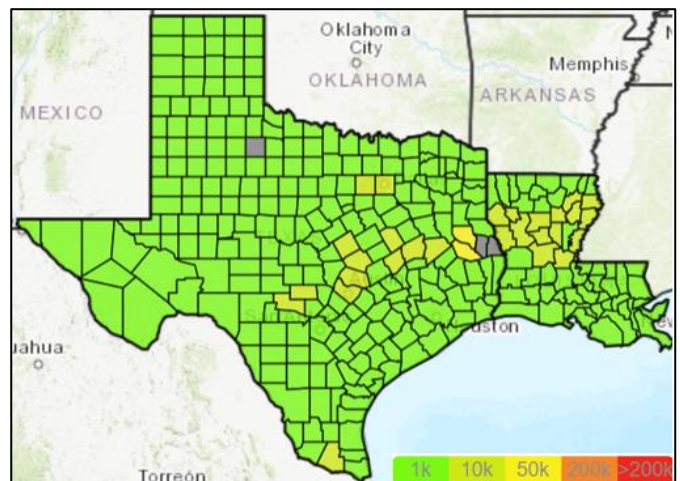 Oklahoma
City
OKLAHOMA
Memphis
MEXICO
ARKANSAS
uston
uahua
Torreón
1k 10k 50k 200k >200k